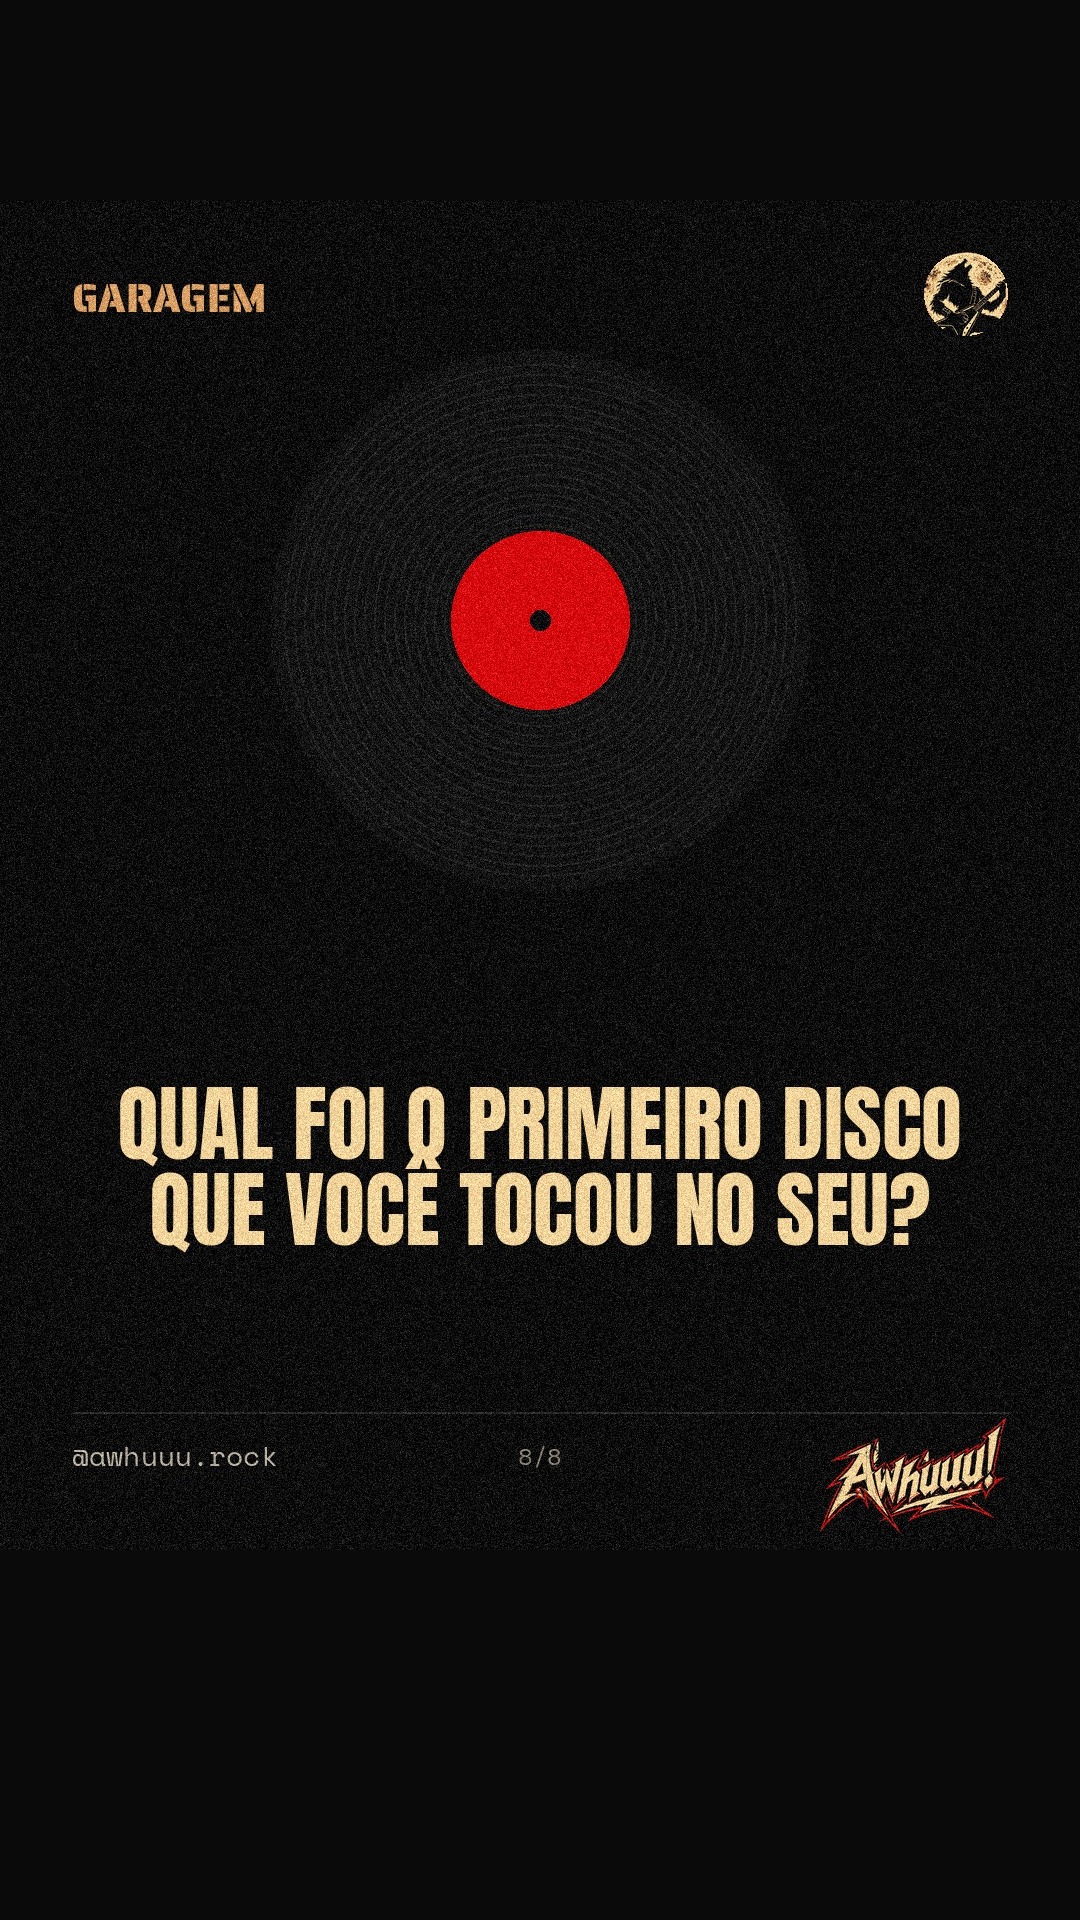 GARAGEM
QUAL FOI O PRIMEIRO DISCO
QUE VOCÊ TOCOU NO SEU?
@awhuuu.rock
8/8
Awhuuu!